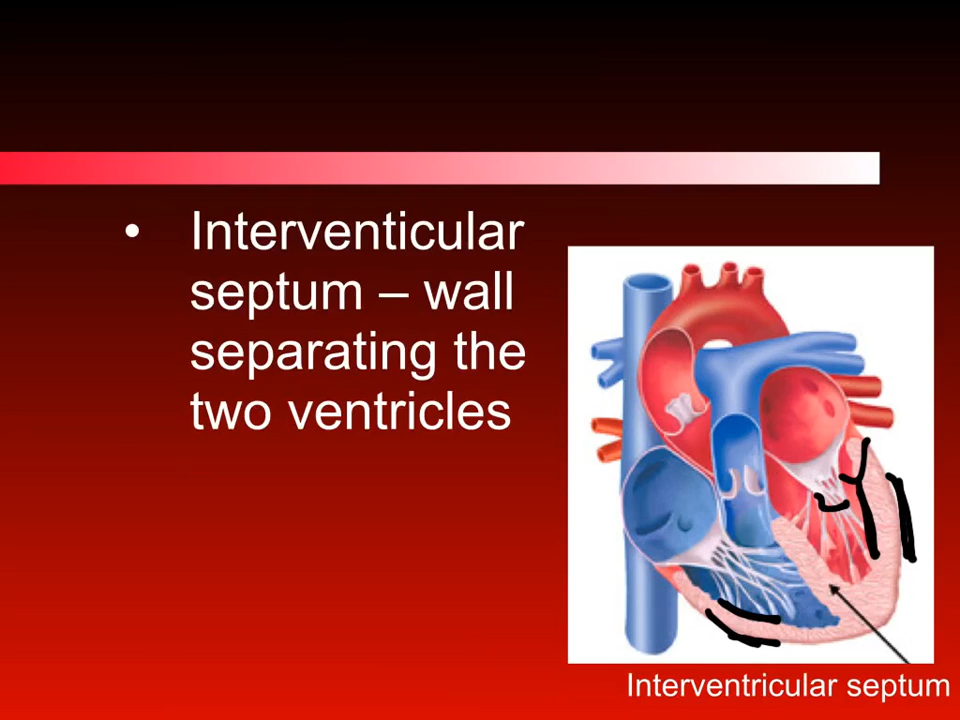 • Interventicular
septum – wall
separating the
two ventricles
Interventricular septum